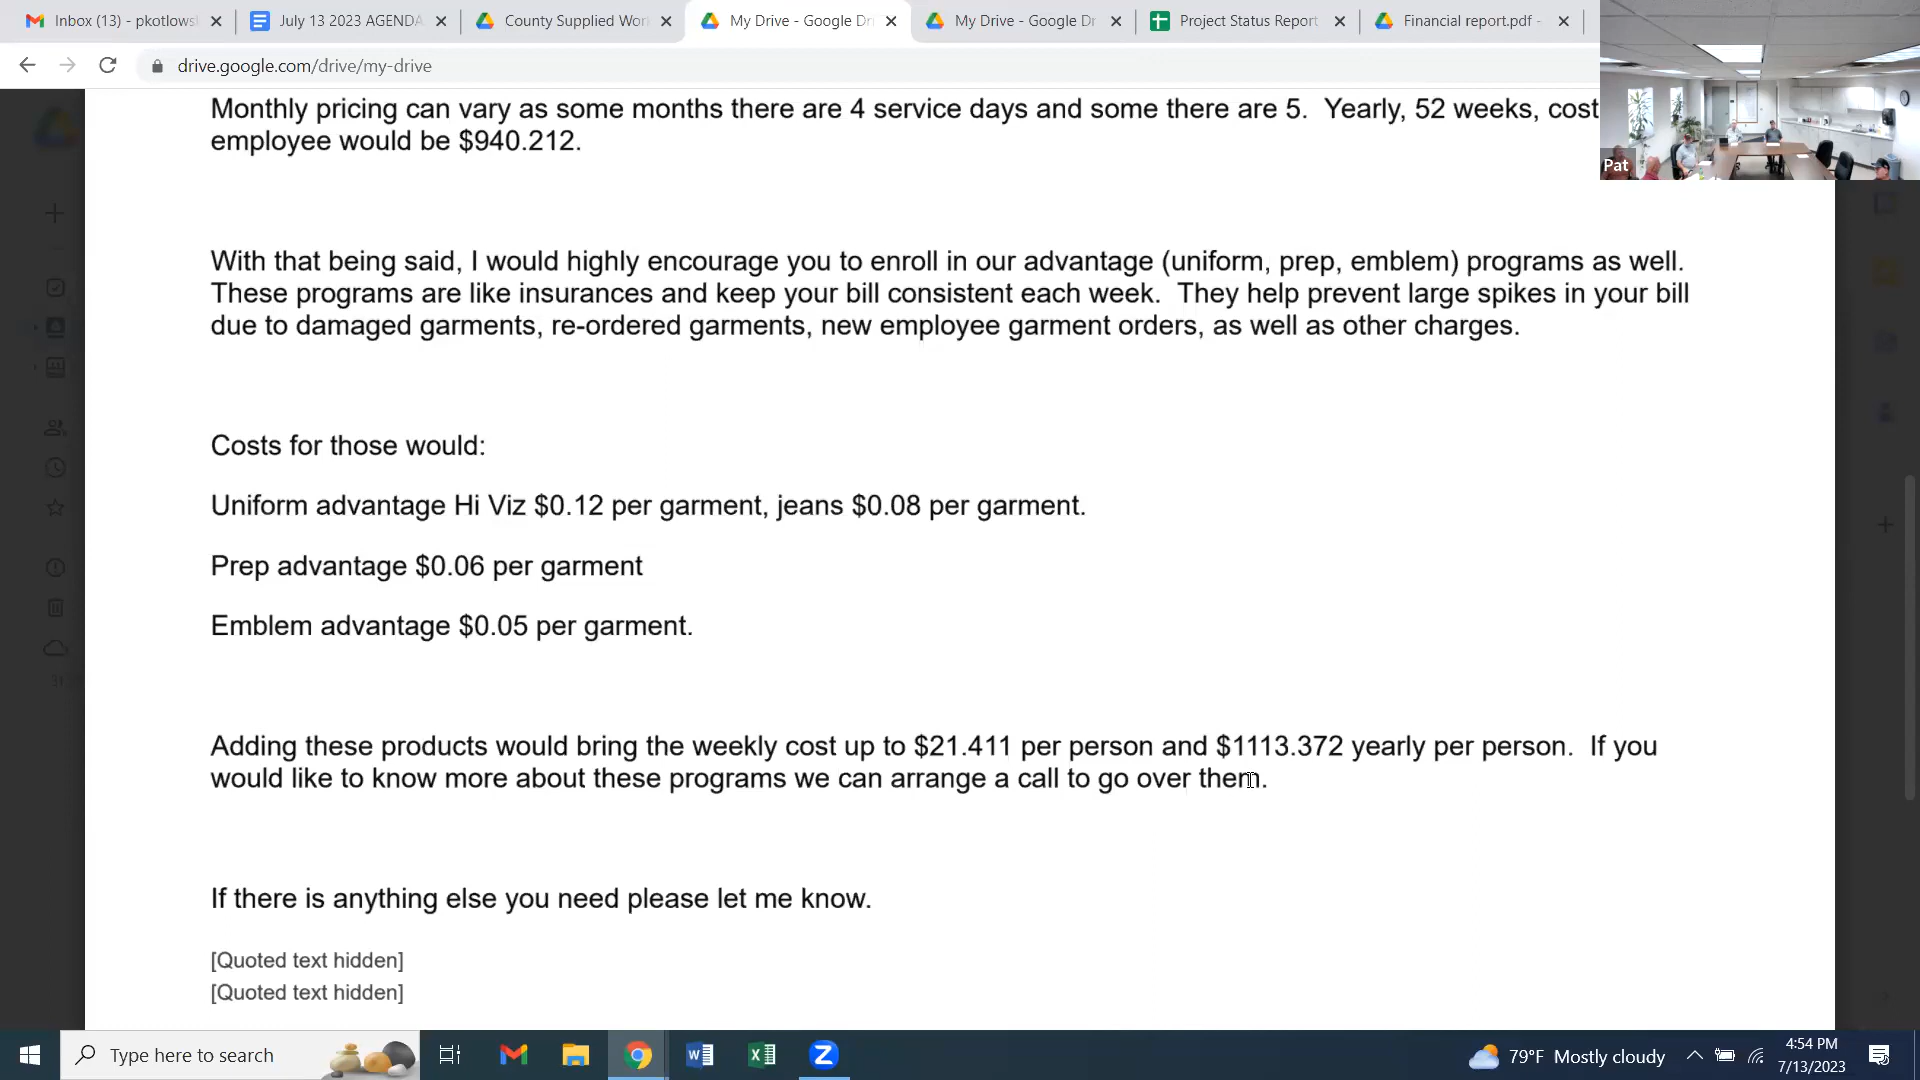 Inbox (13) - pkotlows
July 13 2023 AGENDA
County Supplied Wor
My Drive - Google Dr
My Drive - Google Dr
Project Status Report
Financial report.pdf -
drive.google.com/drive/my-drive
Pat
Monthly pricing can vary as some months there are 4 service days and some there are 5. Yearly, 52 weeks, cost
employee would be $940.212.
With that being said, I would highly encourage you to enroll in our advantage (uniform, prep, emblem) programs as well.
These programs are like insurances and keep your bill consistent each week. They help prevent large spikes in your bill
due to damaged garments, re-ordered garments, new employee garment orders, as well as other charges.
Costs for those would:
Uniform advantage Hi Viz $0.12 per garment, jeans $0.08 per garment.
Prep advantage $0.06 per garment
Emblem advantage $0.05 per garment.
Adding these products would bring the weekly cost up to $21.411 per person and $1113.372 yearly per person. If you
would like to know more about these programs we can arrange a call to go over them.
If there is anything else you need please let me know.
[Quoted text hidden]
[Quoted text hidden]
Type here to search
79°F Mostly cloudy
4:54 PM
7/13/2023